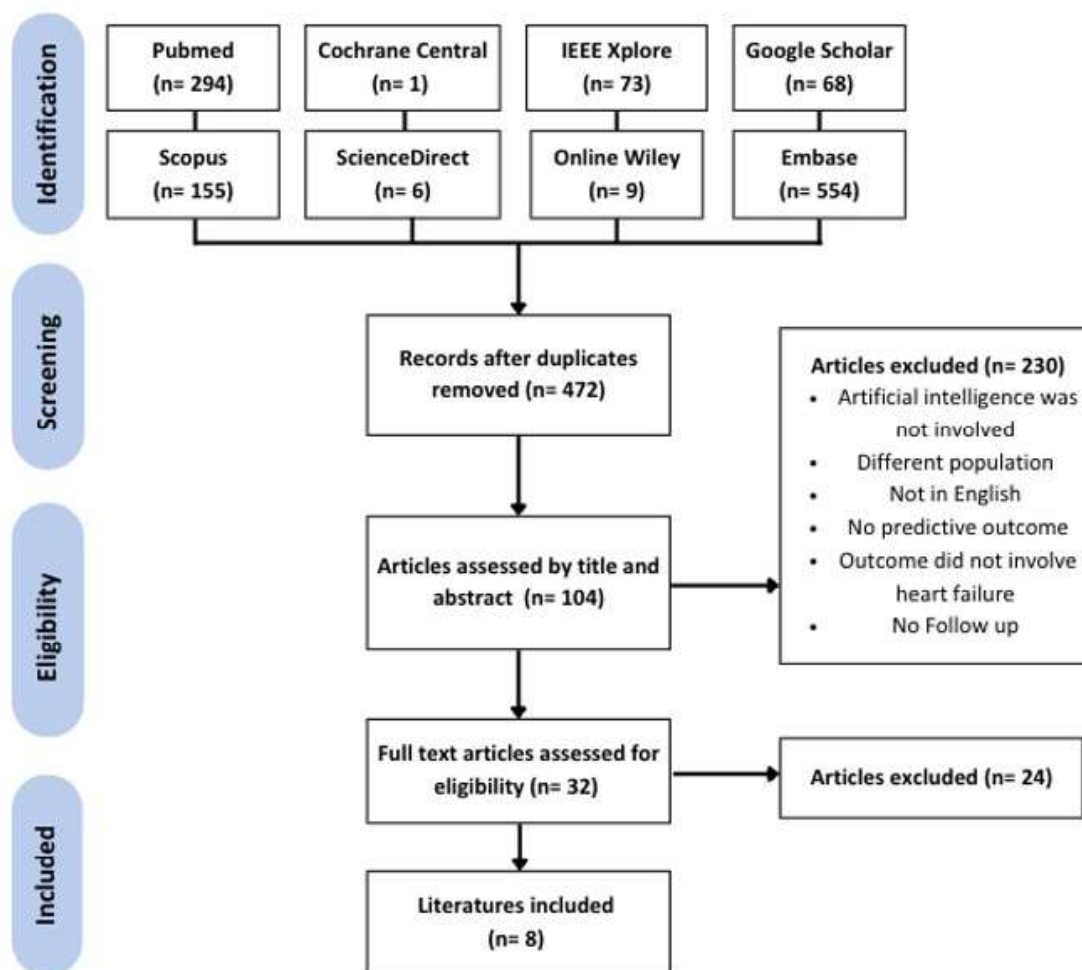 Identification
Pubmed
(n= 294)
Cochrane Central
(n= 1)
IEEE Xplore
(n= 73)
Google Scholar
(n= 68)
Scopus
(n= 155)
ScienceDirect
(n= 6)
Online Wiley
(n= 9)
Embase
(n= 554)
Screening
Records after duplicates
removed (n= 472)
Articles excluded (n= 230)
• Artificial intelligence was
not involved
• Different population
• Not in English
• No predictive outcome
• Outcome did not involve
heart failure
• No Follow up
Eligibility
Articles assessed by title and
abstract (n= 104)
Full text articles assessed for
eligibility (n= 32)
Articles excluded (n= 24)
Included
Literatures included
(n= 8)